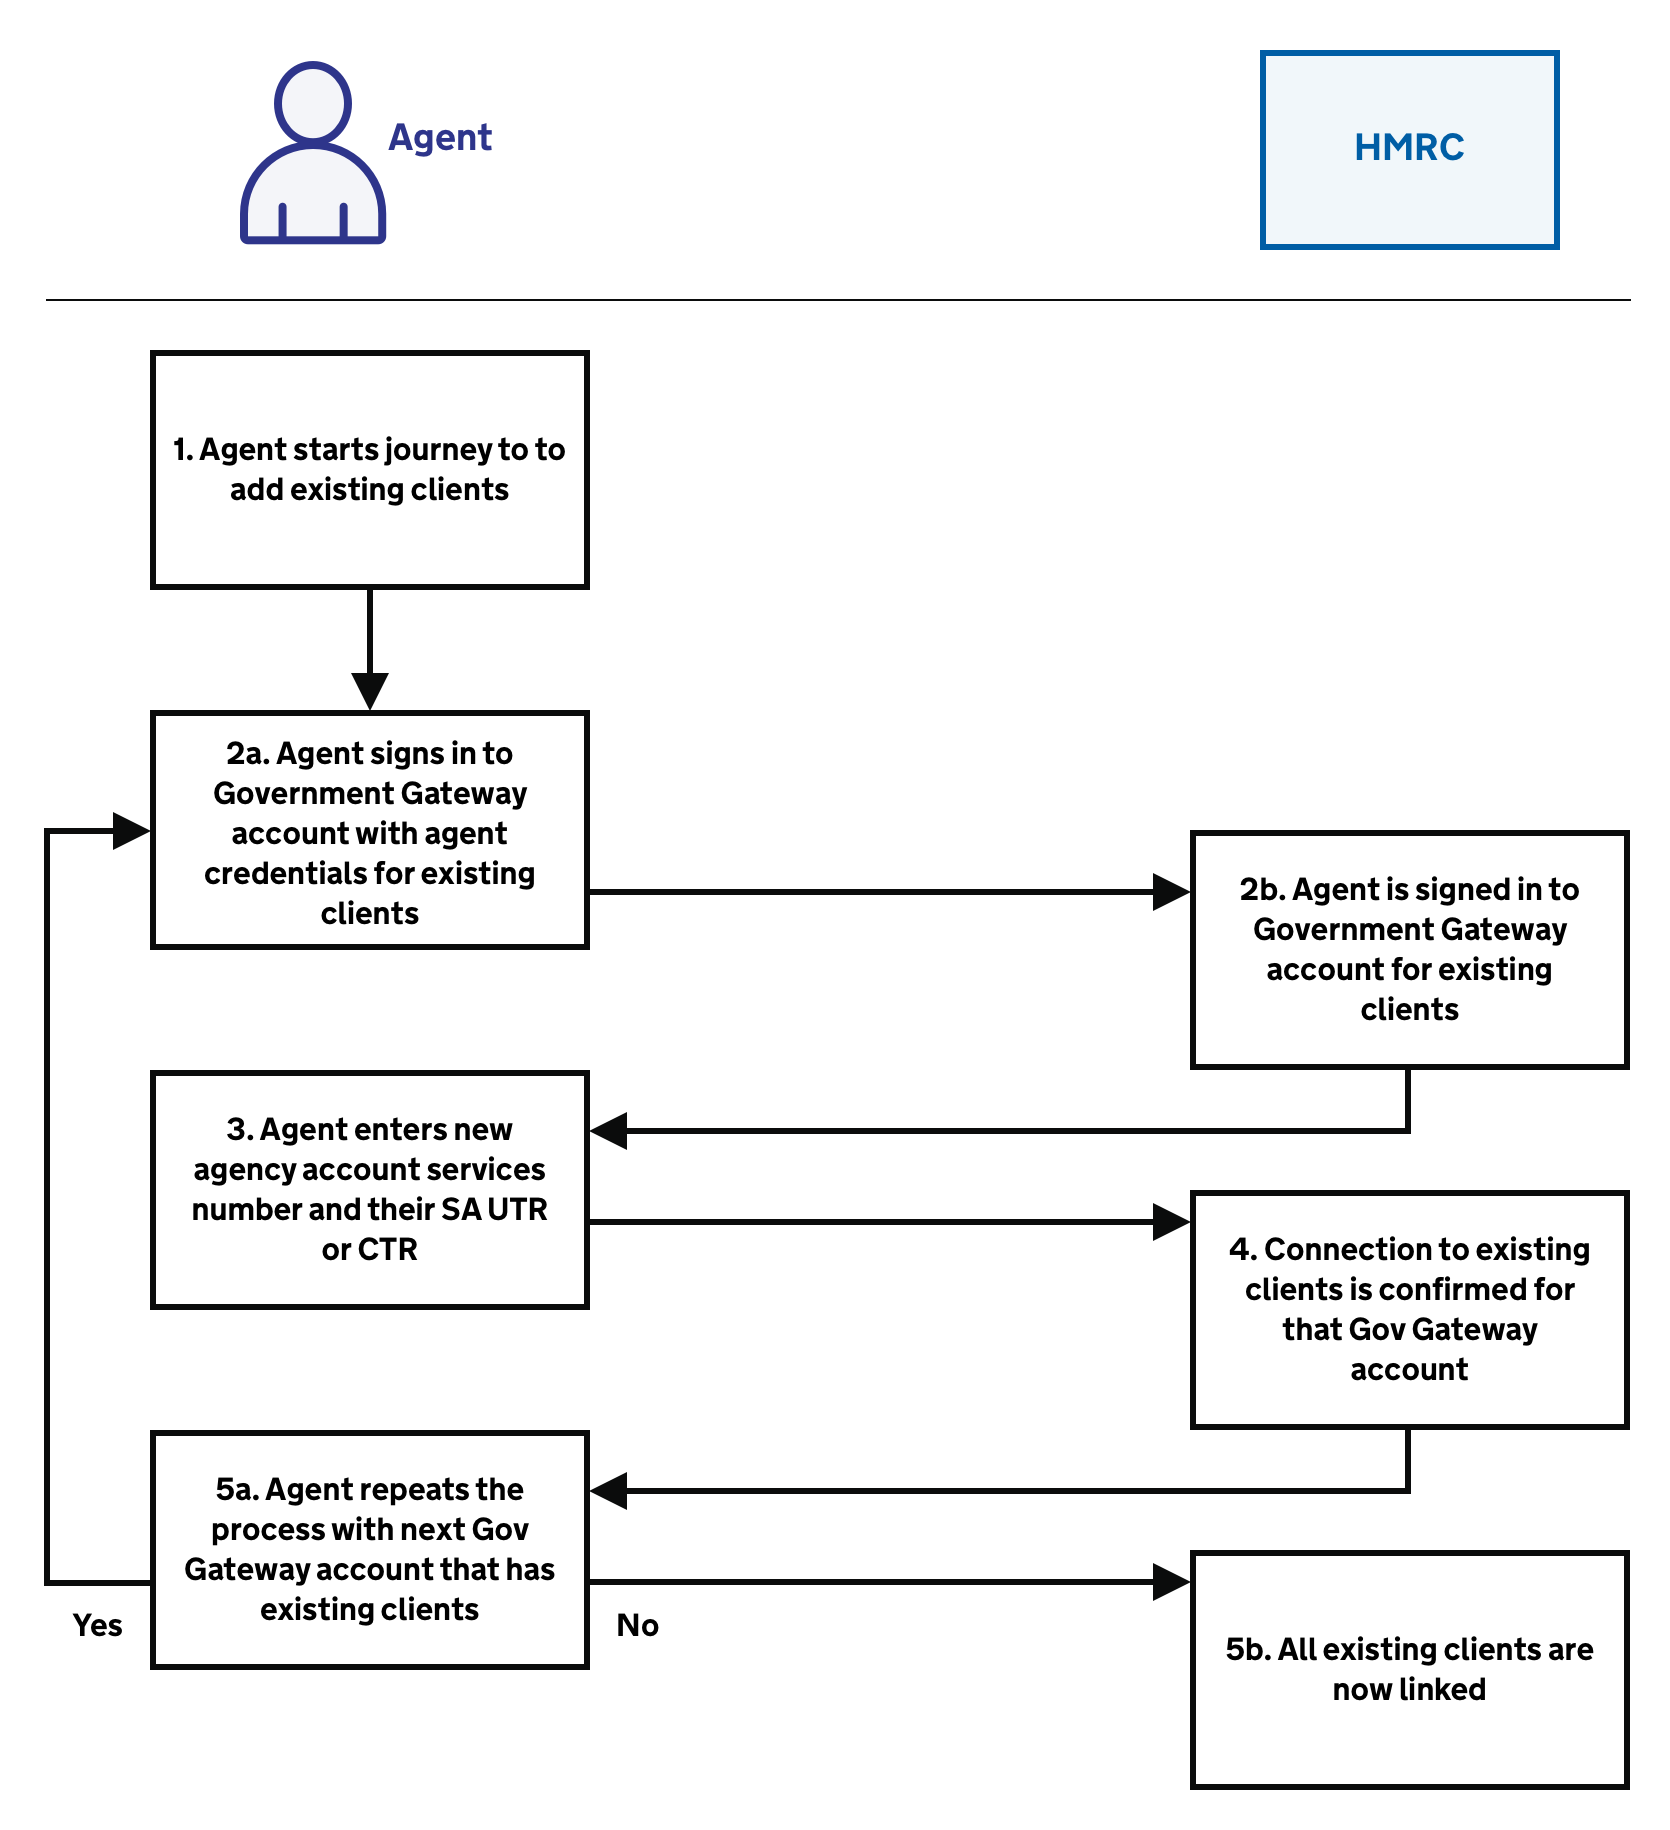 Agent
HMRC
1. Agent starts journey to to
add existing clients
2a. Agent signs in to
Government Gateway
account with agent
credentials for existing
clients
2b. Agent is signed in to
Government Gateway
account for existing
clients
3. Agent enters new
agency account services
number and their SA UTR
or CTR
4. Connection to existing
clients is confirmed for
that Gov Gateway
account
5a. Agent repeats the
process with next Gov
Gateway account that has
existing clients
Yes
No
5b. All existing clients are
now linked